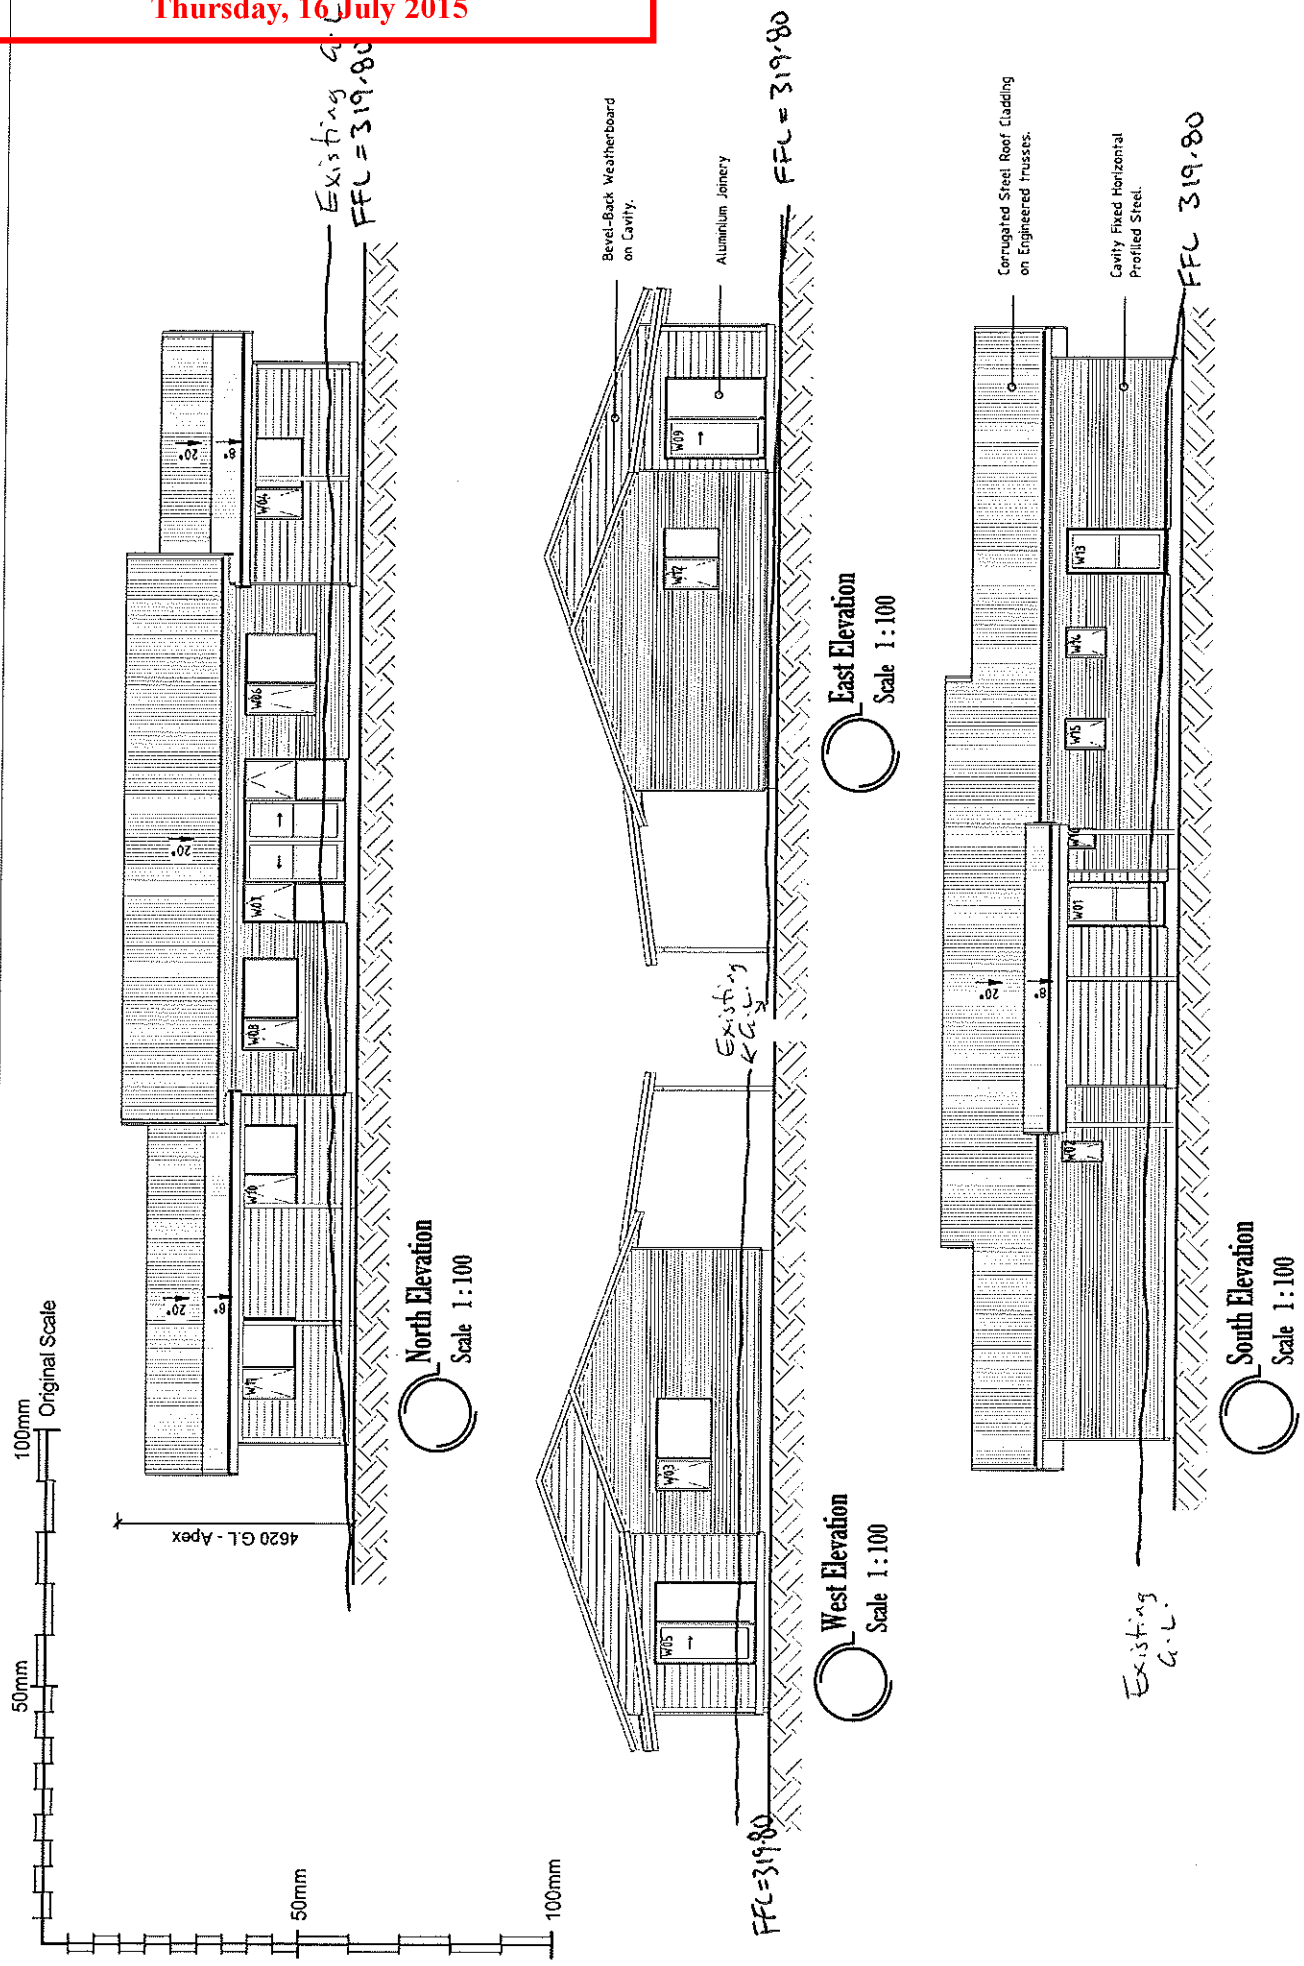 Thursday, 16 July 2015
Original Scale
100mm
50mm
50mm
100mm
4620 G.L - Apex
20°
8°
20°
20°
8°
W11
W10
W08
W07
W06
W04
Existing G.L
FFL = 319.80
North Elevation
Scale 1:100
W05
W03
FFL=319.80
Existing
G.L.
West Elevation
Scale 1:100
W12
W09
Bevel-Back Weatherboard
on Cavity.
Aluminium Joinery
FFL = 319.80
East Elevation
Scale 1:100
20°
8°
W02
W01
W15
W14
W13
Corrugated Steel Roof Cladding
on Engineered trusses.
Cavity Fixed Horizontal
Profiled Steel.
FFL 319.80
Existing
G.L.
South Elevation
Scale 1:100